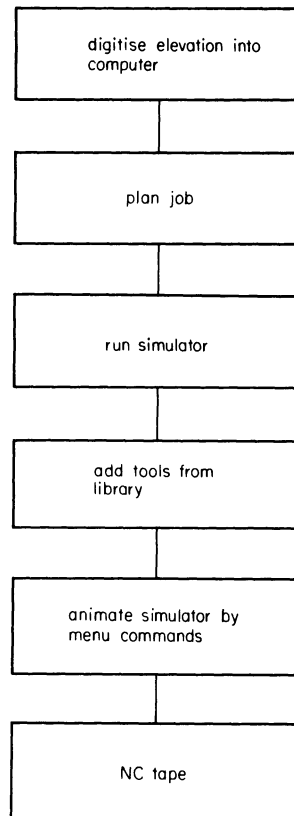 digitise elevation into
computer
plan job
run simulator
add tools from
library
animate simulator by
menu commands
NC tape